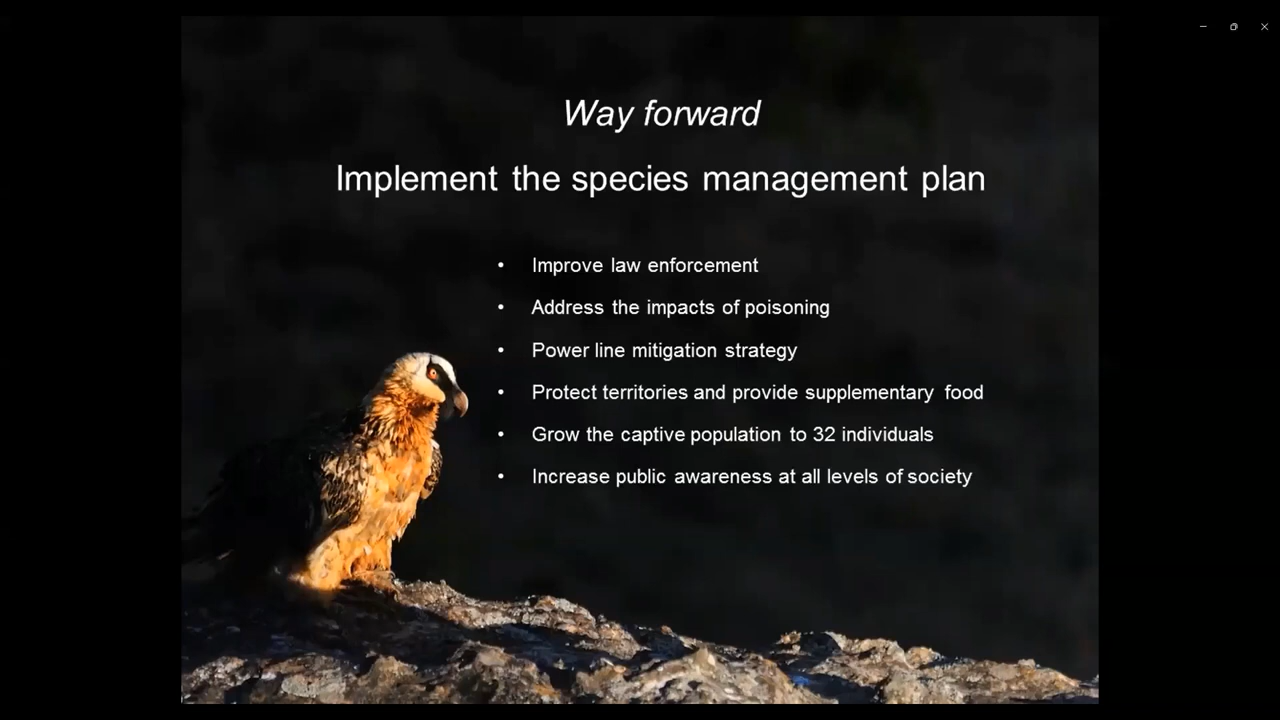 Way forward
Implement the species management plan
• Improve law enforcement
• Address the impacts of poisoning
• Power line mitigation strategy
• Protect territories and provide supplementary food
• Grow the captive population to 32 individuals
• Increase public awareness at all levels of society